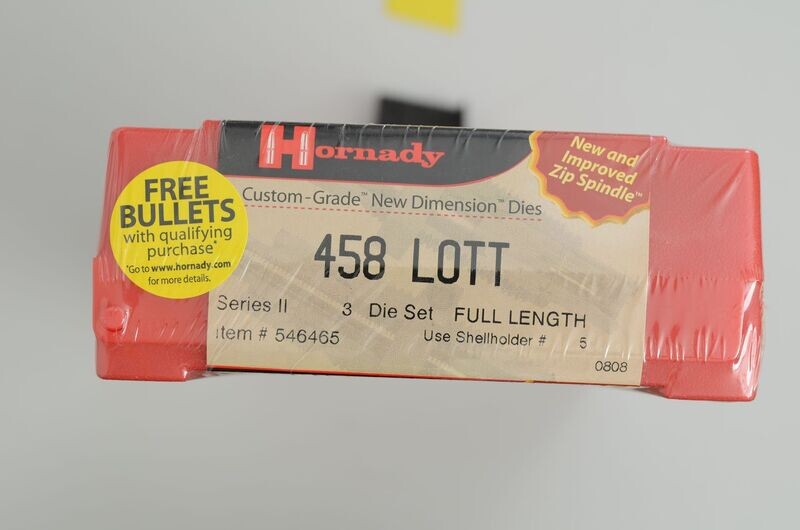 Hornady
New and
Improved
Zip Spindle™
Custom-Grade™ New Dimension™ Dies
FREE
BULLETS
with qualifying
purchase*
*Go to www.hornady.com
for more details.
458 LOTT
Series II 3 Die Set FULL LENGTH
Item # 546465 Use Shellholder # 5
0808